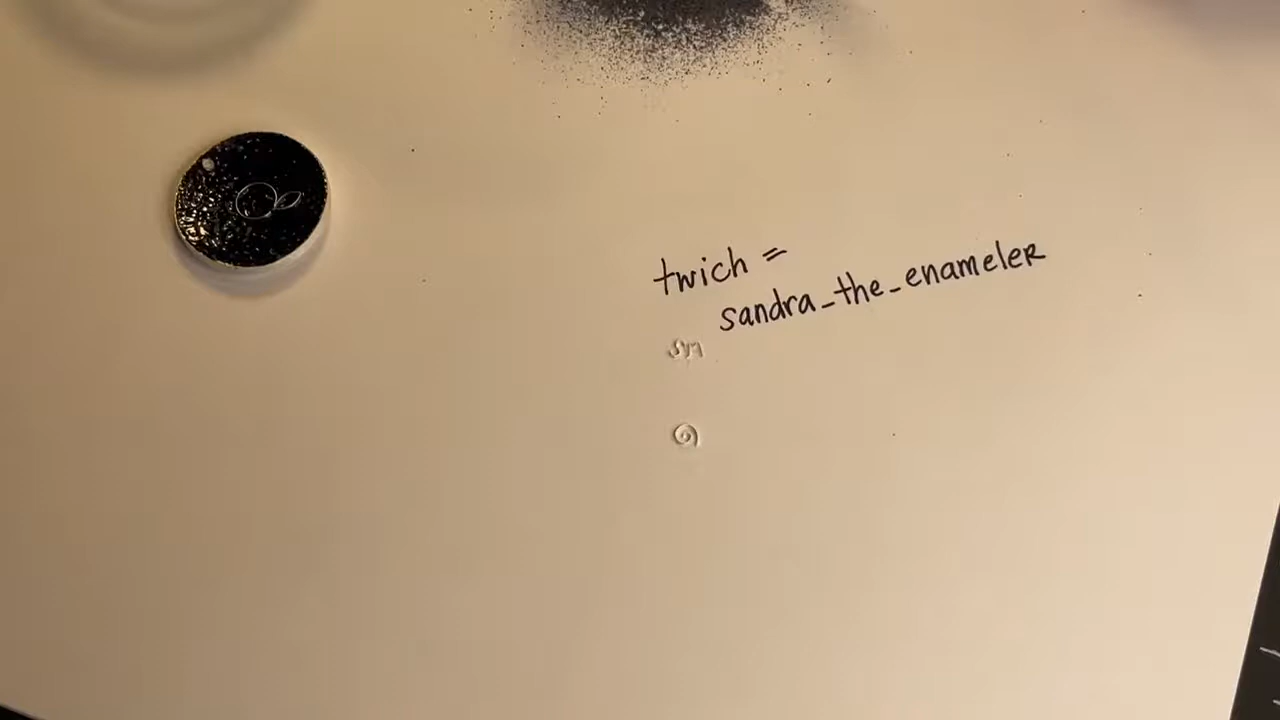 twich =
sandra_the_enameler